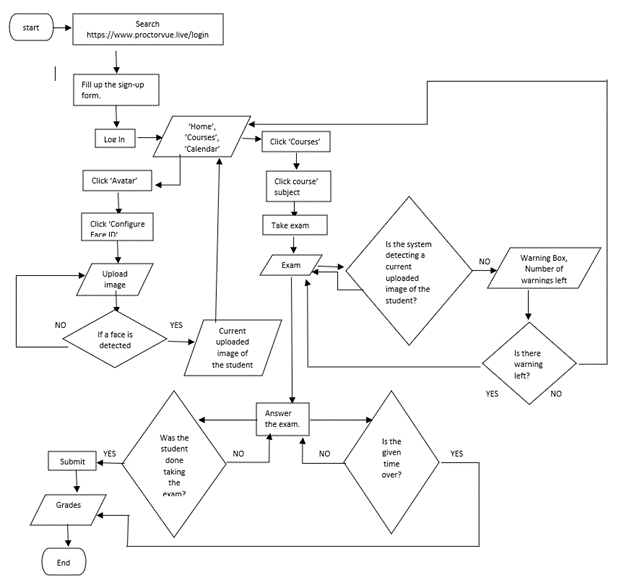 start
Search
https://www.proctorvue.live/login
Fill up the sign-up
form.
Log In
'Home',
'Courses',
'Calendar'
Click 'Courses'
Click 'Avatar'
Click course'
subject
Click 'Configure
Face ID'
Take exam
Upload
image
Exam
Is the system
detecting a
current
uploaded
image of the
student?
NO
Warning Box,
Number of
warnings left
NO
If a face is
detected
YES
Current
uploaded
image of
the student
Is there
warning
left?
YES
NO
Answer
the exam.
Was the
student
done
taking
the
exam?
YES
NO
Is the
given
time
over?
NO
YES
Submit
Grades
End